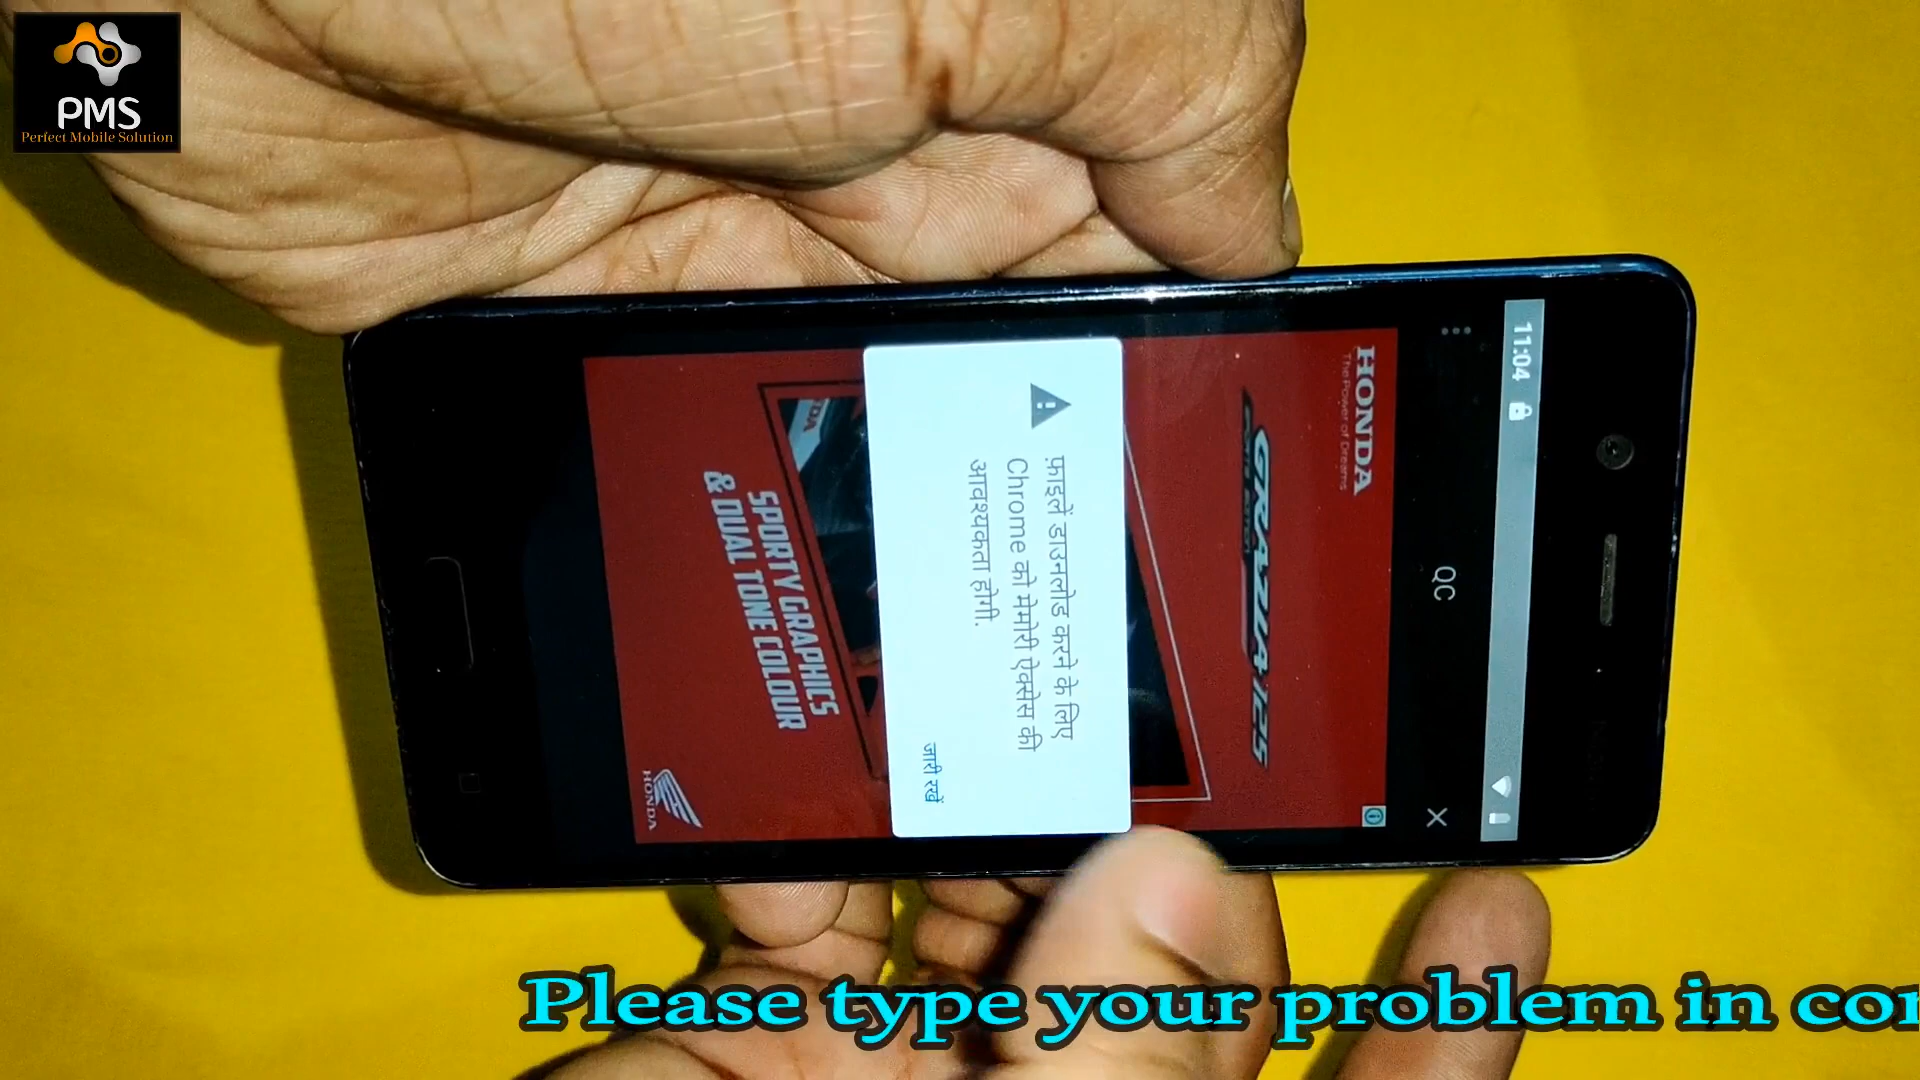 PMS
Perfect Mobile Solution
11:04
QC
HONDA
The Power of Dreams
GRAZIA 125
फ़ाइलें डाउनलोड करने के लिए
Chrome को मेमोरी ऐक्सेस की
आवश्यकता होगी.
जारी रखें
SPORTY GRAPHICS
& DUAL TONE COLOUR
HONDA
Please type your problem in com